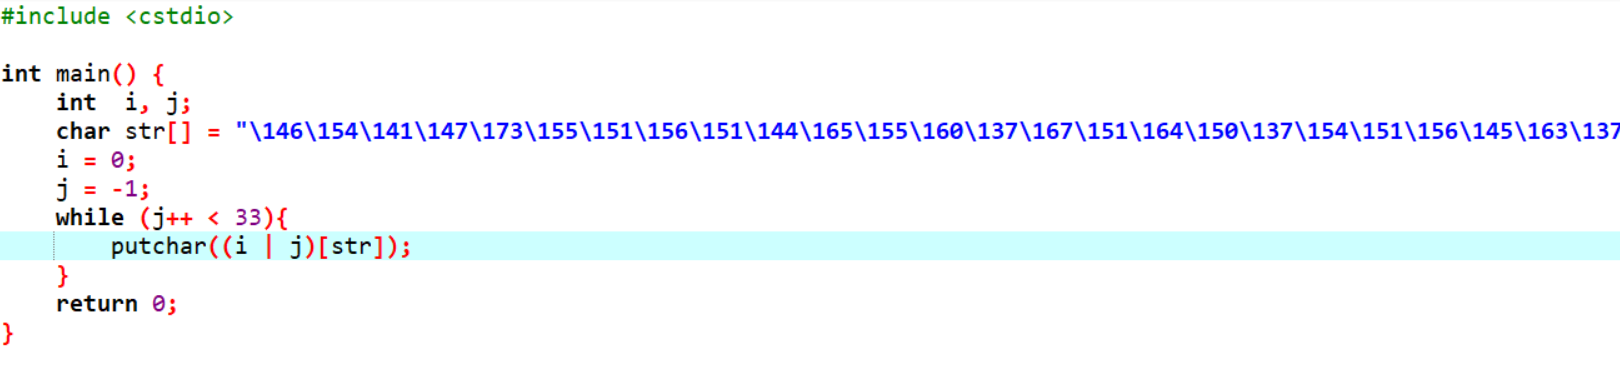 #include <cstdio>

int main() {
    int  i, j;
    char str[] = "\146\154\141\147\173\155\151\156\151\144\165\155\160\137\167\151\164\150\137\154\151\156\145\163\137
    i = 0;
    j = -1;
    while (j++ < 33){
        putchar((i | j)[str]);
    }
    return 0;
}